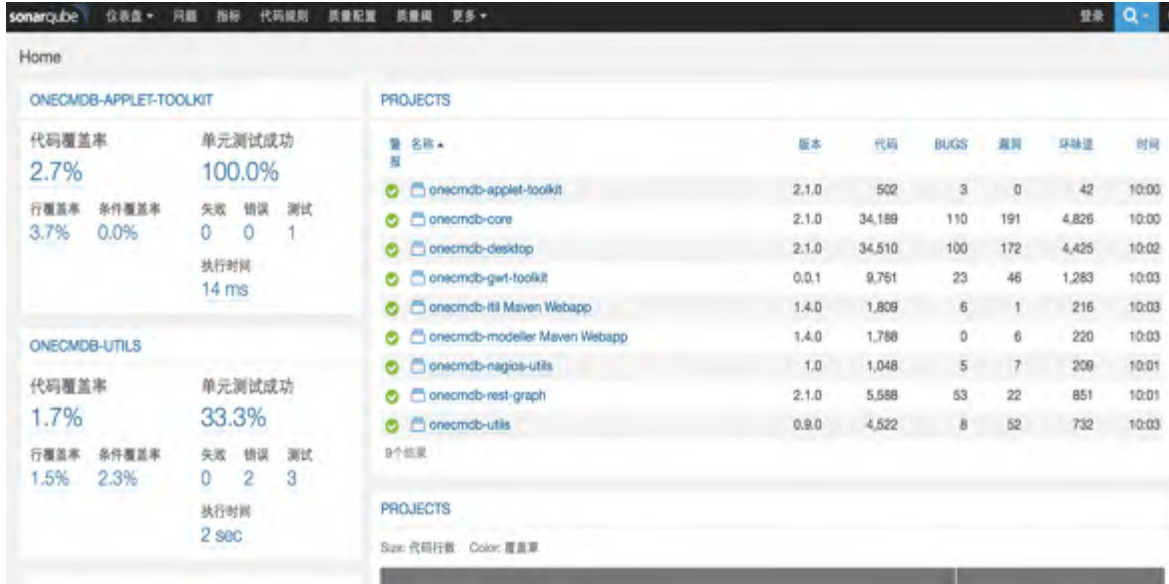 sonarqube 仪表盘 问题 指标 代码规则 质量配置 质量阈 更多 登录
Home
ONECMDB-APPLET-TOOLKIT
代码覆盖率 单元测试成功
2.7% 100.0%
行覆盖率 条件覆盖率 失败 错误 测试
3.7% 0.0% 0 0 1
执行时间
14 ms
ONECMDB-UTILS
代码覆盖率 单元测试成功
1.7% 33.3%
行覆盖率 条件覆盖率 失败 错误 测试
1.5% 2.3% 0 2 3
执行时间
2 sec
PROJECTS
警报 名称 版本 代码 BUGS 漏洞 坏味道 时间
onecmdb-applet-toolkit 2.1.0 502 3 0 42 10:00
onecmdb-core 2.1.0 34,189 110 191 4,826 10:00
onecmdb-desktop 2.1.0 34,510 100 172 4,425 10:02
onecmdb-gwt-toolkit 0.0.1 9,761 23 46 1,283 10:03
onecmdb-itil Maven Webapp 1.4.0 1,809 6 1 216 10:03
onecmdb-modeller Maven Webapp 1.4.0 1,788 0 6 220 10:03
onecmdb-nagios-utils 1.0 1,048 5 7 209 10:01
onecmdb-rest-graph 2.1.0 5,588 53 22 851 10:01
onecmdb-utils 0.9.0 4,522 8 52 732 10:03
9个结果
PROJECTS
Size: 代码行数 Color: 覆盖率